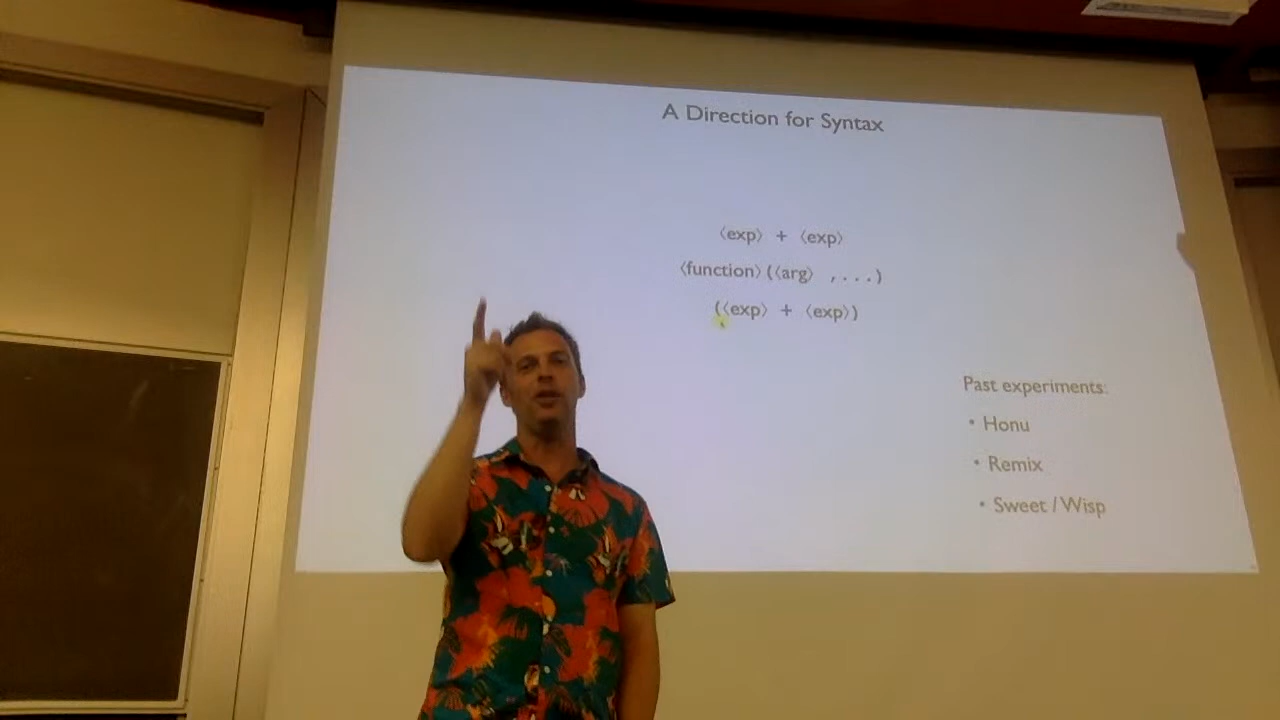 A Direction for Syntax
⟨exp⟩ + ⟨exp⟩
⟨function⟩(⟨arg⟩ ,...)
(⟨exp⟩ + ⟨exp⟩)
Past experiments:
• Honu
• Remix
• Sweet / Wisp